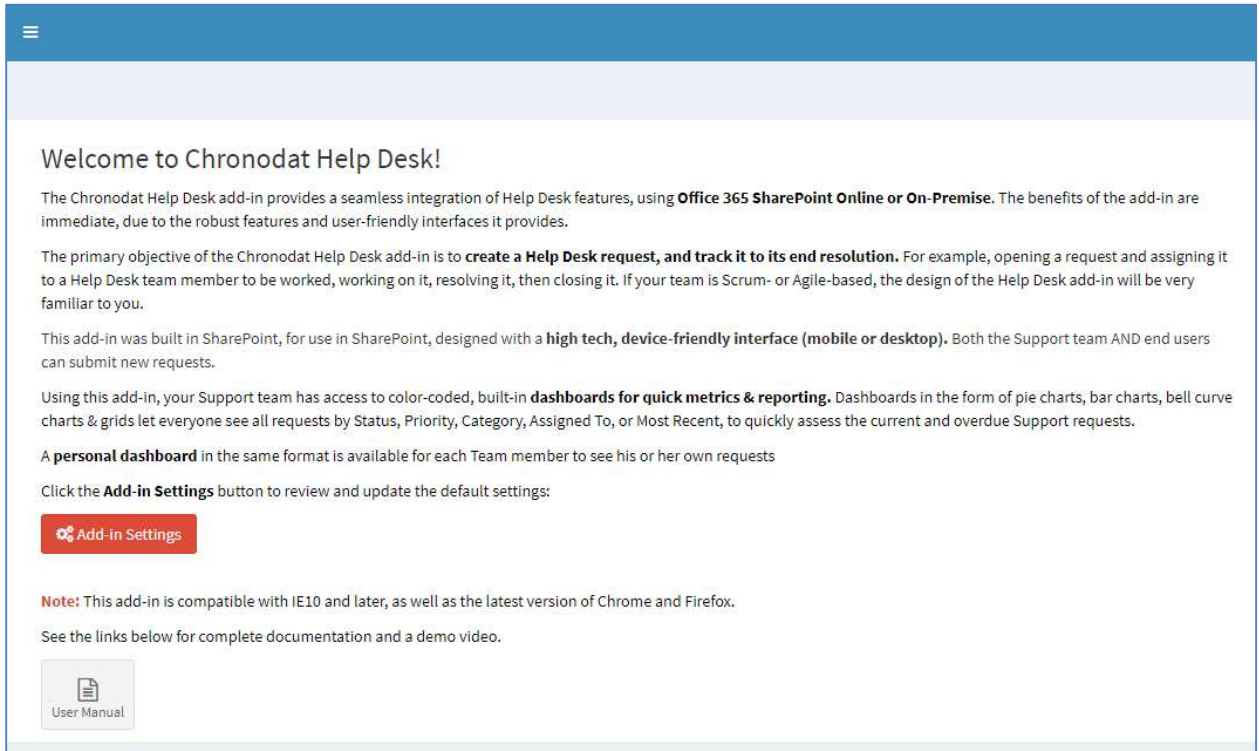 Welcome to Chronodat Help Desk!
The Chronodat Help Desk add-in provides a seamless integration of Help Desk features, using Office 365 SharePoint Online or On-Premise. The benefits of the add-in are
immediate, due to the robust features and user-friendly interfaces it provides.
The primary objective of the Chronodat Help Desk add-in is to create a Help Desk request, and track it to its end resolution. For example, opening a request and assigning it
to a Help Desk team member to be worked, working on it, resolving it, then closing it. If your team is Scrum- or Agile-based, the design of the Help Desk add-in will be very
familiar to you.
This add-in was built in SharePoint, for use in SharePoint, designed with a high tech, device-friendly interface (mobile or desktop). Both the Support team AND end users
can submit new requests.
Using this add-in, your Support team has access to color-coded, built-in dashboards for quick metrics & reporting. Dashboards in the form of pie charts, bar charts, bell curve
charts & grids let everyone see all requests by Status, Priority, Category, Assigned To, or Most Recent, to quickly assess the current and overdue Support requests.
A personal dashboard in the same format is available for each Team member to see his or her own requests
Click the Add-in Settings button to review and update the default settings:
Add-in Settings
Note: This add-in is compatible with IE10 and later, as well as the latest version of Chrome and Firefox.
See the links below for complete documentation and a demo video.
User Manual